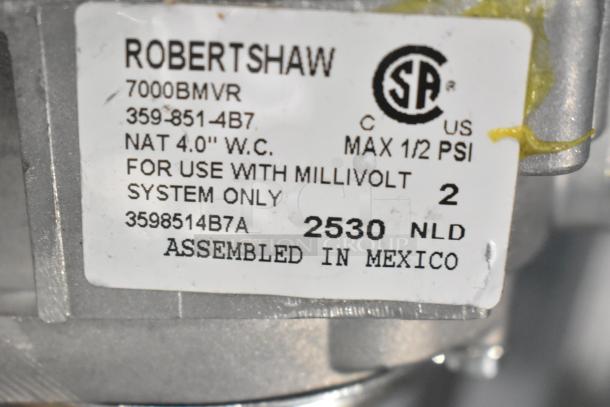 ROBERTSHAW
7000BMVR
359-851-4B7
C SA ® US
NAT 4.0" W.C. MAX 1/2 PSI
FOR USE WITH MILLIVOLT
SYSTEM ONLY 2
3598514B7A 2530 NLD
ASSEMBLED IN MEXICO